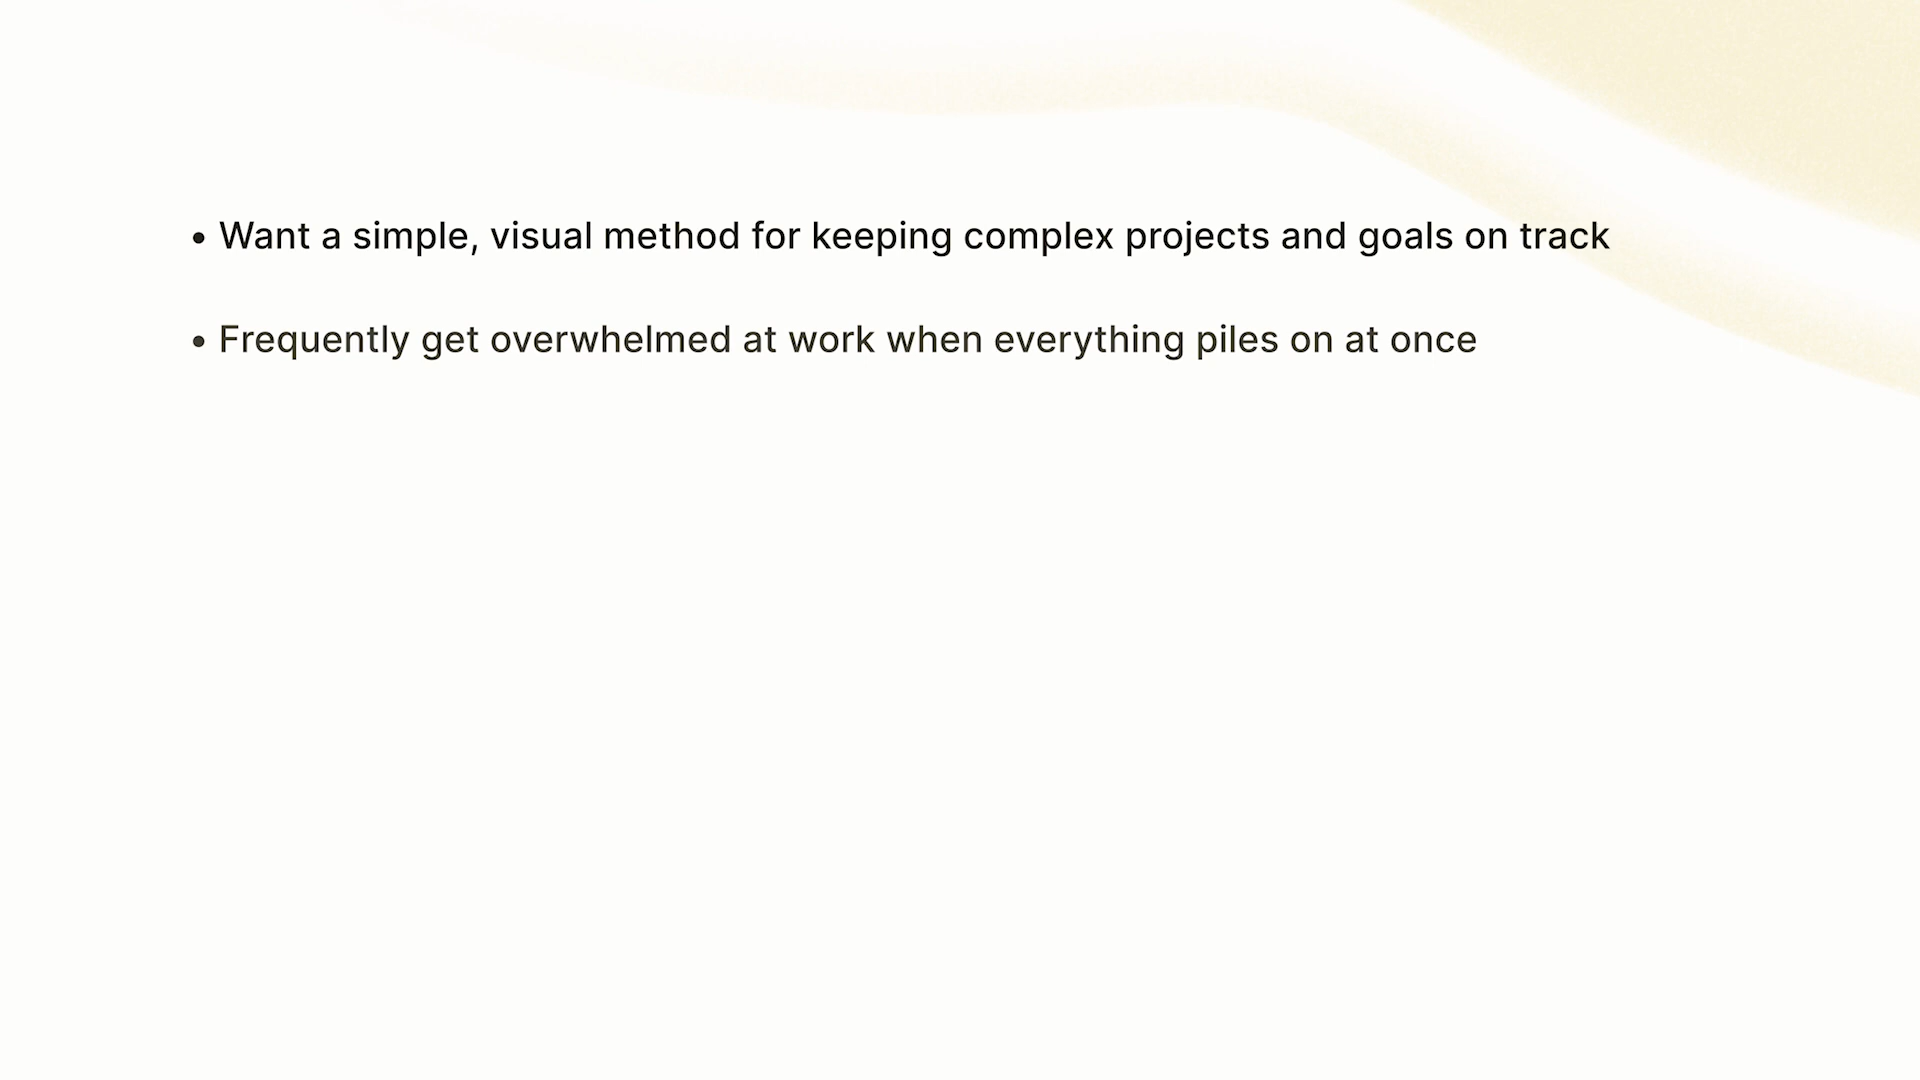 • Want a simple, visual method for keeping complex projects and goals on track
• Frequently get overwhelmed at work when everything piles on at once